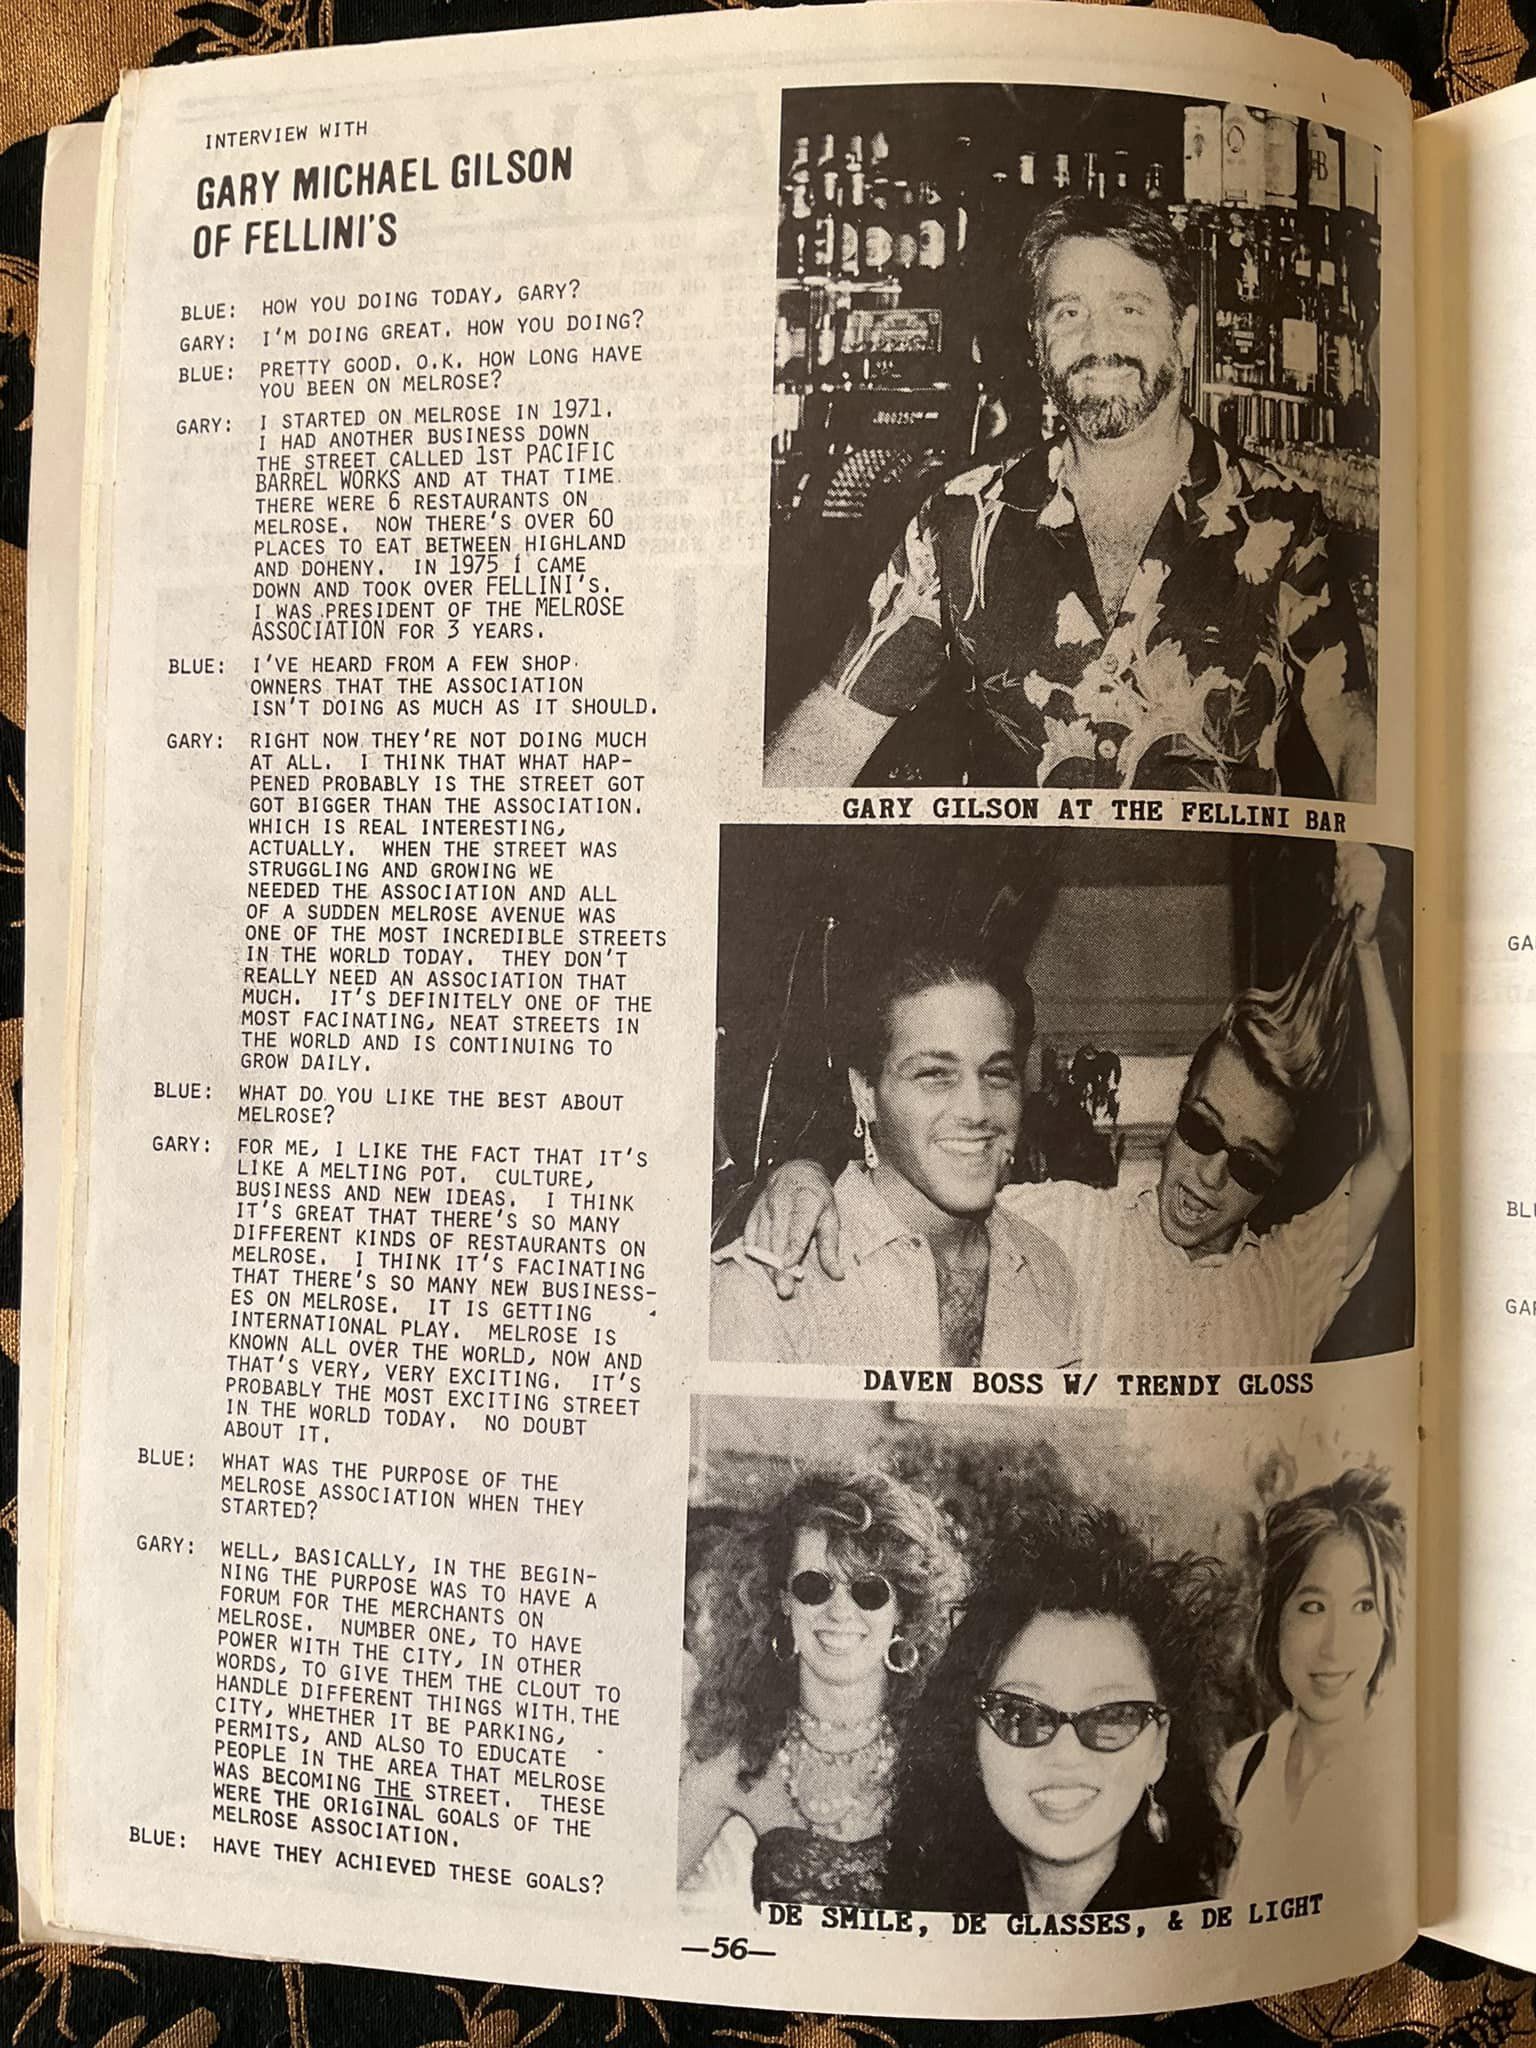 INTERVIEW WITH
GARY MICHAEL GILSON
OF FELLINI'S
BLUE: HOW YOU DOING TODAY, GARY?
GARY: I'M DOING GREAT. HOW YOU DOING?
BLUE: PRETTY GOOD. O.K. HOW LONG HAVE
YOU BEEN ON MELROSE?
GARY: I STARTED ON MELROSE IN 1971.
I HAD ANOTHER BUSINESS DOWN
THE STREET CALLED 1ST PACIFIC
BARREL WORKS AND AT THAT TIME
THERE WERE 6 RESTAURANTS ON
MELROSE. NOW THERE'S OVER 60
PLACES TO EAT BETWEEN HIGHLAND
AND DOHENY. IN 1975 I CAME
DOWN AND TOOK OVER FELLINI'S.
I WAS PRESIDENT OF THE MELROSE
ASSOCIATION FOR 3 YEARS.
BLUE: I'VE HEARD FROM A FEW SHOP
OWNERS THAT THE ASSOCIATION
ISN'T DOING AS MUCH AS IT SHOULD.
GARY: RIGHT NOW THEY'RE NOT DOING MUCH
AT ALL. I THINK THAT WHAT HAP-
PENED PROBABLY IS THE STREET GOT
GOT BIGGER THAN THE ASSOCIATION.
WHICH IS REAL INTERESTING,
ACTUALLY. WHEN THE STREET WAS
STRUGGLING AND GROWING WE
NEEDED THE ASSOCIATION AND ALL
OF A SUDDEN MELROSE AVENUE WAS
ONE OF THE MOST INCREDIBLE STREETS
IN THE WORLD TODAY. THEY DON'T
REALLY NEED AN ASSOCIATION THAT
MUCH. IT'S DEFINITELY ONE OF THE
MOST FACINATING, NEAT STREETS IN
THE WORLD AND IS CONTINUING TO
GROW DAILY.
BLUE: WHAT DO YOU LIKE THE BEST ABOUT
MELROSE?
GARY: FOR ME, I LIKE THE FACT THAT IT'S
LIKE A MELTING POT. CULTURE,
BUSINESS AND NEW IDEAS. I THINK
IT'S GREAT THAT THERE'S SO MANY
DIFFERENT KINDS OF RESTAURANTS ON
MELROSE. I THINK IT'S FACINATING
THAT THERE'S SO MANY NEW BUSINESS-
ES ON MELROSE. IT IS GETTING
INTERNATIONAL PLAY. MELROSE IS
KNOWN ALL OVER THE WORLD, NOW AND
THAT'S VERY, VERY EXCITING. IT'S
PROBABLY THE MOST EXCITING STREET
IN THE WORLD TODAY. NO DOUBT
ABOUT IT.
BLUE: WHAT WAS THE PURPOSE OF THE
MELROSE ASSOCIATION WHEN THEY
STARTED?
GARY: WELL, BASICALLY, IN THE BEGIN-
NING THE PURPOSE WAS TO HAVE A
FORUM FOR THE MERCHANTS ON
MELROSE. NUMBER ONE, TO HAVE
POWER WITH THE CITY, IN OTHER
WORDS, TO GIVE THEM THE CLOUT TO
HANDLE DIFFERENT THINGS WITH THE
CITY, WHETHER IT BE PARKING,
PERMITS, AND ALSO TO EDUCATE
PEOPLE IN THE AREA THAT MELROSE
WAS BECOMING THE STREET. THESE
WERE THE ORIGINAL GOALS OF THE
MELROSE ASSOCIATION.
BLUE: HAVE THEY ACHIEVED THESE GOALS?
GARY GILSON AT THE FELLINI BAR
DAVEN BOSS W/ TRENDY GLOSS
DE SMILE, DE GLASSES, & DE LIGHT
—56—